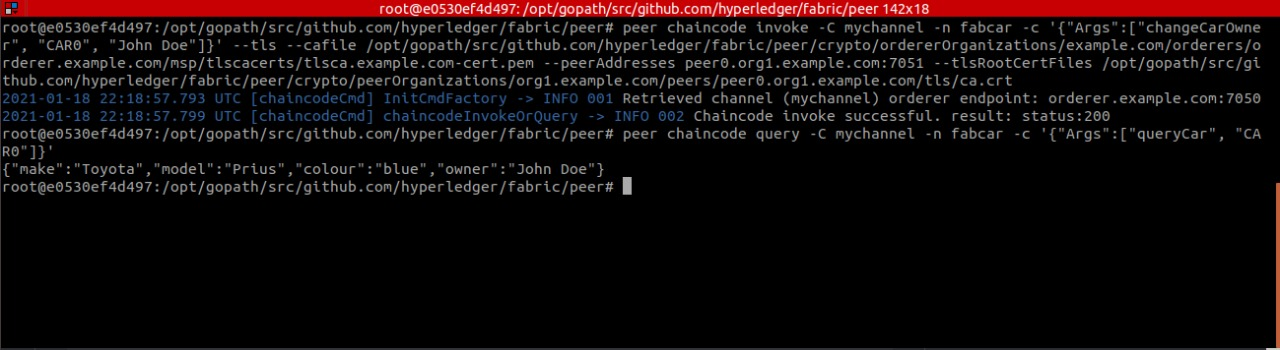 root@e0530ef4d497: /opt/gopath/src/github.com/hyperledger/fabric/peer 142x18
root@e0530ef4d497:/opt/gopath/src/github.com/hyperledger/fabric/peer# peer chaincode invoke -C mychannel -n fabcar -c '{"Args":["changeCarOwne
r", "CAR0", "John Doe"]}' --tls --cafile /opt/gopath/src/github.com/hyperledger/fabric/peer/crypto/ordererOrganizations/example.com/orderers/o
rderer.example.com/msp/tlscacerts/tlsca.example.com-cert.pem --peerAddresses peer0.org1.example.com:7051 --tlsRootCertFiles /opt/gopath/src/gi
thub.com/hyperledger/fabric/peer/crypto/peerOrganizations/org1.example.com/peers/peer0.org1.example.com/tls/ca.crt
2021-01-18 22:18:57.793 UTC [chaincodeCmd] InitCmdFactory -> INFO 001 Retrieved channel (mychannel) orderer endpoint: orderer.example.com:7050
2021-01-18 22:18:57.799 UTC [chaincodeCmd] chaincodeInvokeOrQuery -> INFO 002 Chaincode invoke successful. result: status:200
root@e0530ef4d497:/opt/gopath/src/github.com/hyperledger/fabric/peer# peer chaincode query -C mychannel -n fabcar -c '{"Args":["queryCar", "CA
R0"]}'
{"make":"Toyota","model":"Prius","colour":"blue","owner":"John Doe"}
root@e0530ef4d497:/opt/gopath/src/github.com/hyperledger/fabric/peer#